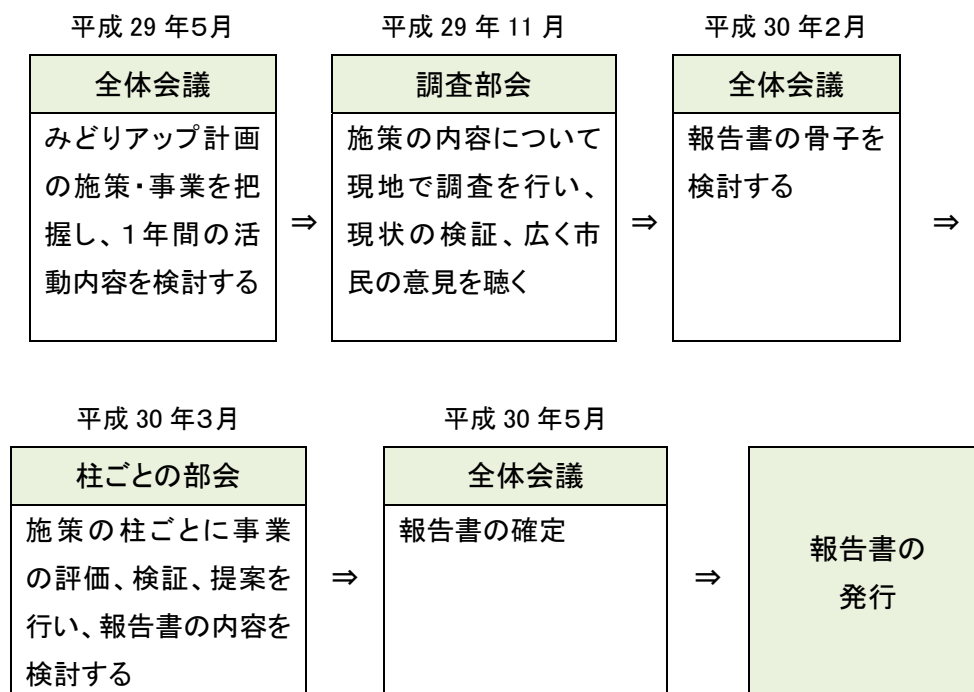 平成 29 年5月
全体会議
みどりアップ計画
の施策・事業を把
握し、1年間の活
動内容を検討する
⇒
平成 29 年 11 月
調査部会
施策の内容について
現地で調査を行い、
現状の検証、広く市
民の意見を聴く
⇒
平成 30 年2月
全体会議
報告書の骨子を
検討する
⇒
平成 30 年3月
柱ごとの部会
施策の柱ごとに事業
の評価、検証、提案を
行い、報告書の内容を
検討する
⇒
平成 30 年5月
全体会議
報告書の確定
⇒
報告書の
発行